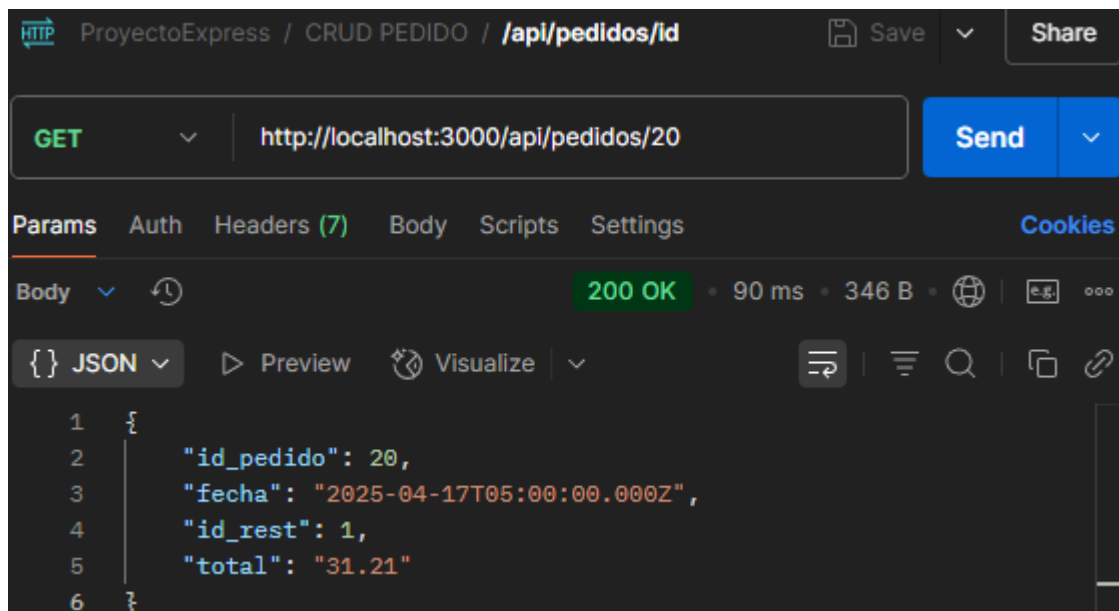 HTTP ProyectoExpress / CRUD PEDIDO / /api/pedidos/id Save Share
GET http://localhost:3000/api/pedidos/20 Send
Params Auth Headers (7) Body Scripts Settings Cookies
Body 200 OK • 90 ms • 346 B • e.g.
{} JSON Preview Visualize
1 {
2 "id_pedido": 20,
3 "fecha": "2025-04-17T05:00:00.000Z",
4 "id_rest": 1,
5 "total": "31.21"
6 }